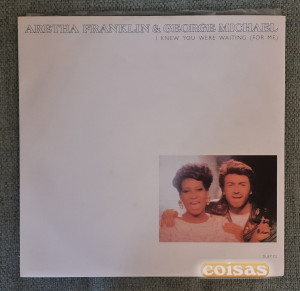 ARETHA FRANKLIN & GEORGE MICHAEL
I KNEW YOU WERE WAITING (FOR ME)
coisas